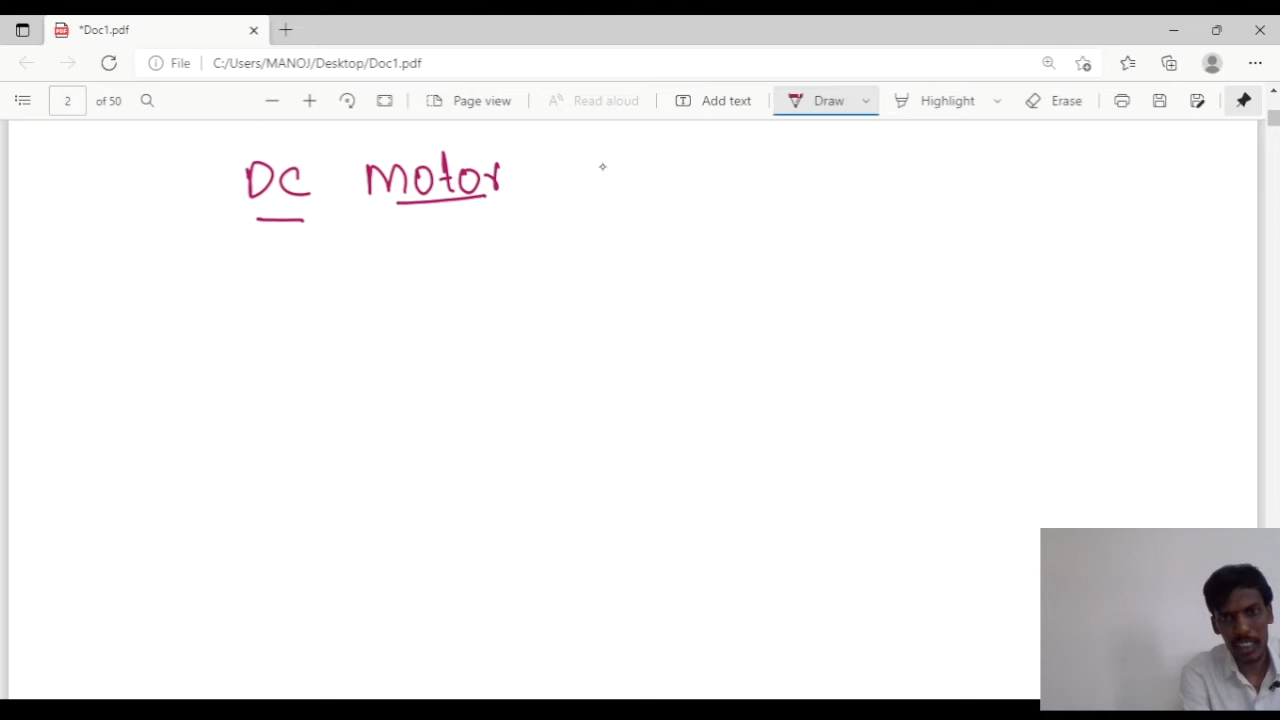 *Doc1.pdf
File C:/Users/MANOJ/Desktop/Doc1.pdf
2 of 50 Page view Read aloud Add text Draw Highlight Erase
DC Motor